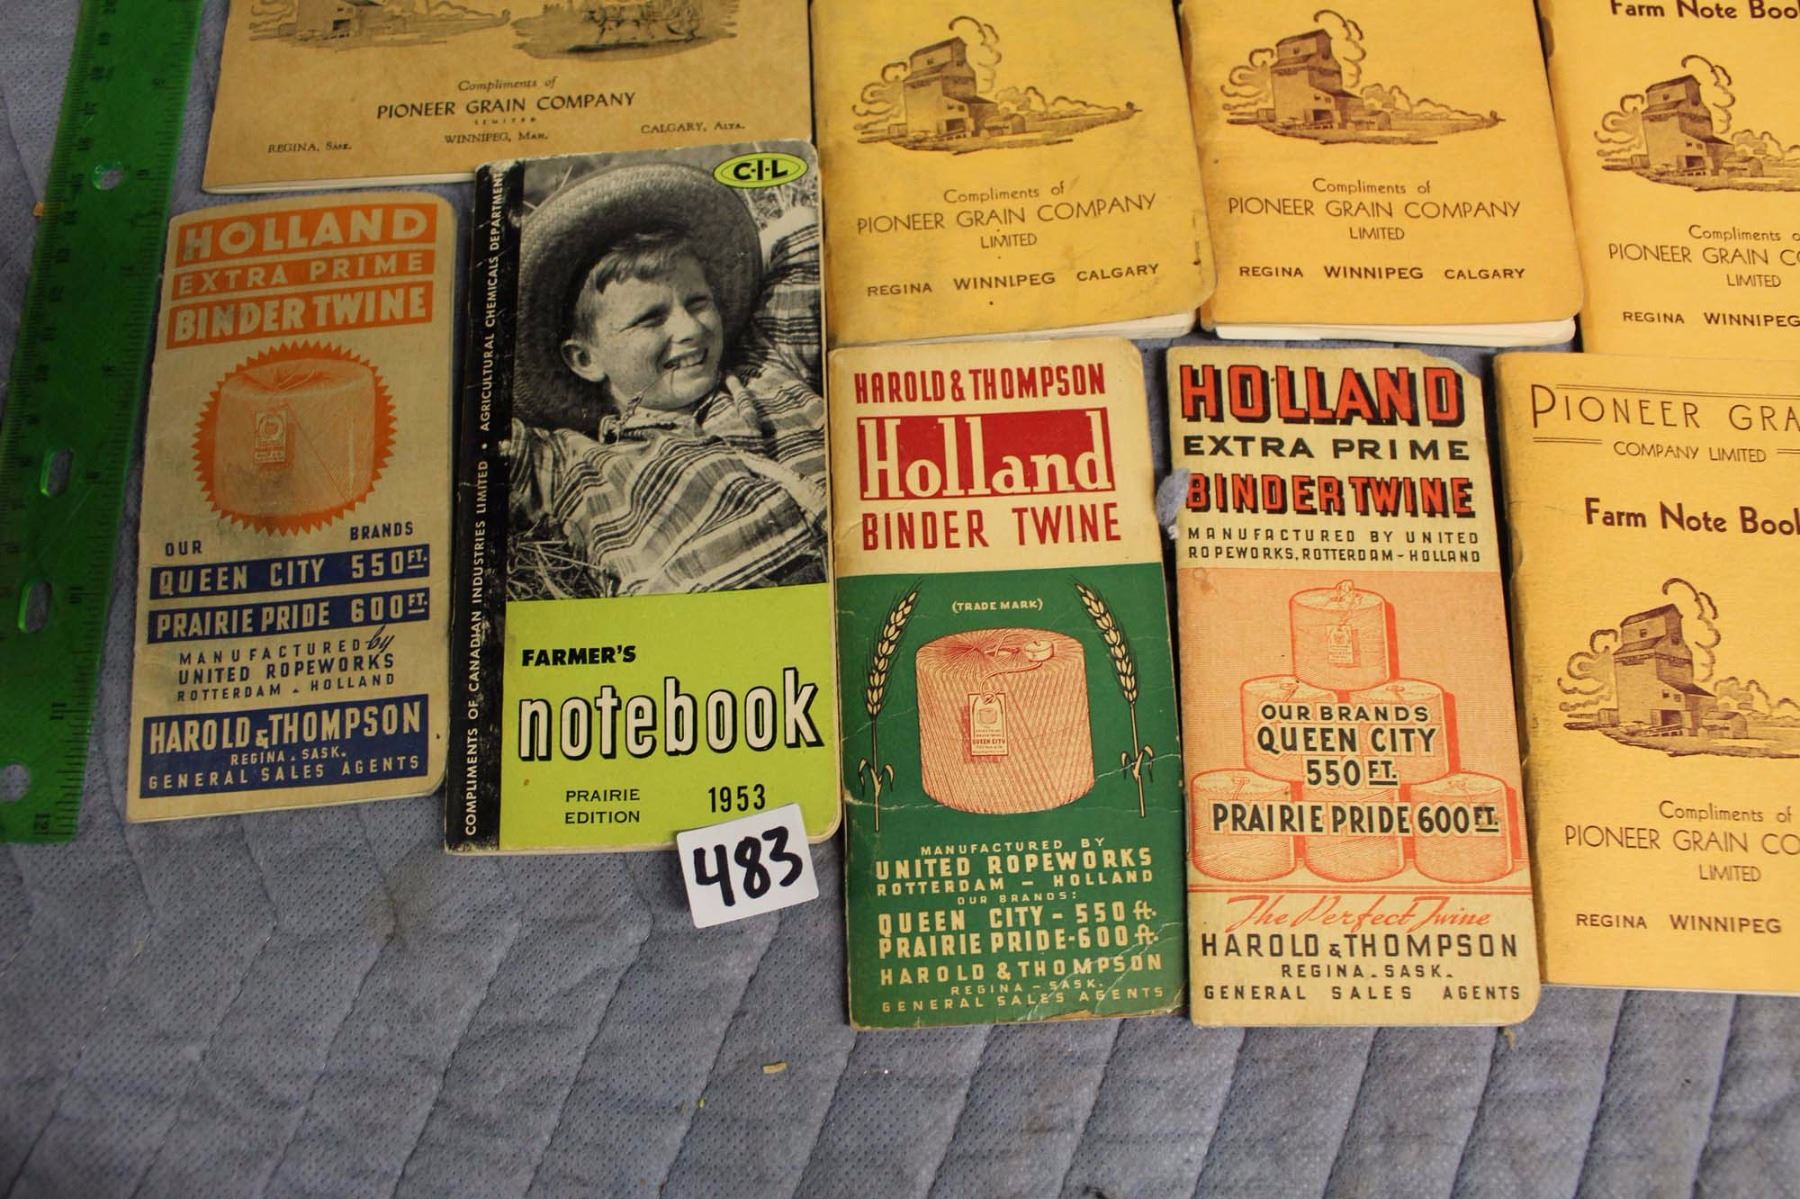 Compliments of
PIONEER GRAIN COMPANY
LIMITED
REGINA, SASK.
WINNIPEG, MAN.
CALGARY, ALTA.
Compliments of
PIONEER GRAIN COMPANY
LIMITED
REGINA WINNIPEG CALGARY
Compliments of
PIONEER GRAIN COMPANY
LIMITED
REGINA WINNIPEG CALGARY
Farm Note Boo
Compliments o
PIONEER GRAIN C
LIMITED
REGINA WINNIPEG
HOLLAND
EXTRA PRIME
BINDER TWINE
OUR BRANDS
QUEEN CITY 550 FT.
PRAIRIE PRIDE 600 FT.
MANUFACTURED by
UNITED ROPEWORKS
ROTTERDAM - HOLLAND
HAROLD & THOMPSON
REGINA. SASK.
GENERAL SALES AGENTS
COMPLIMENTS OF CANADIAN INDUSTRIES LIMITED • AGRICULTURAL CHEMICALS DEPARTMENT
C-I-L
FARMER'S
notebook
PRAIRIE
EDITION
1953
483
HAROLD & THOMPSON
Holland
BINDER TWINE
(TRADE MARK)
QUEEN CITY
MANUFACTURED BY
UNITED ROPEWORKS
ROTTERDAM - HOLLAND
OUR BRANDS:
QUEEN CITY - 550 ft.
PRAIRIE PRIDE - 600 ft.
HAROLD & THOMPSON
REGINA - SASK.
GENERAL SALES AGENTS
HOLLAND
EXTRA PRIME
BINDER TWINE
MANUFACTURED BY UNITED
ROPEWORKS, ROTTERDAM - HOLLAND
OUR BRANDS
QUEEN CITY
550 FT.
PRAIRIE PRIDE 600 FT.
The Perfect Twine
HAROLD & THOMPSON
REGINA. SASK.
GENERAL SALES AGENTS
PIONEER GRA
COMPANY LIMITED
Farm Note Boo
Compliments of
PIONEER GRAIN CO
LIMITED
REGINA WINNIPEG